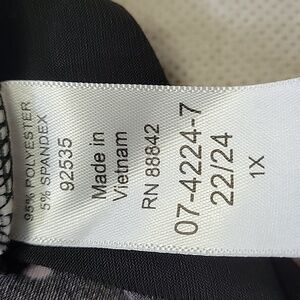 95% POLYESTER
5% SPANDEX
92535
Made in
Vietnam
RN 88842
07-4224-7
22/24
1X